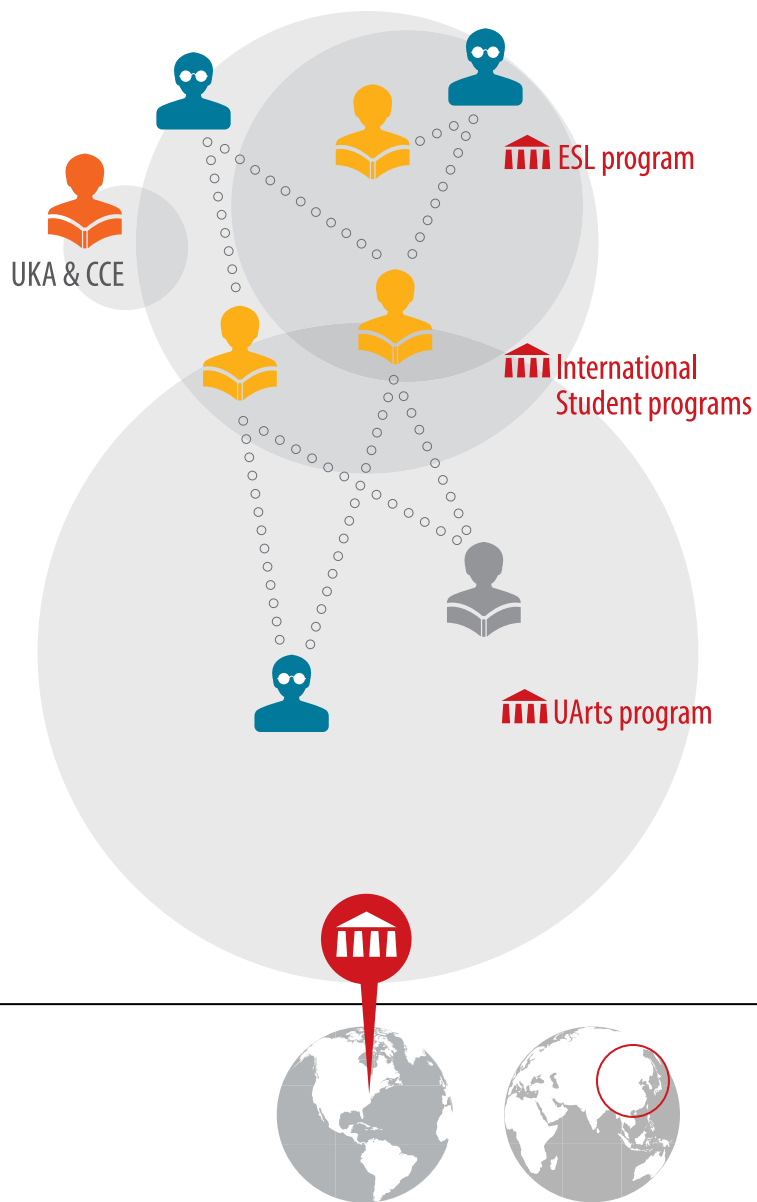 ESL program
UKA & CCE
International
Student programs
UArts program